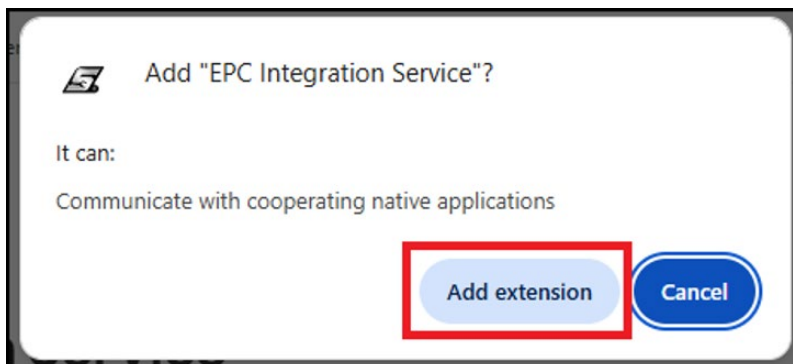 Add "EPC Integration Service"?
It can:
Communicate with cooperating native applications
Add extension
Cancel